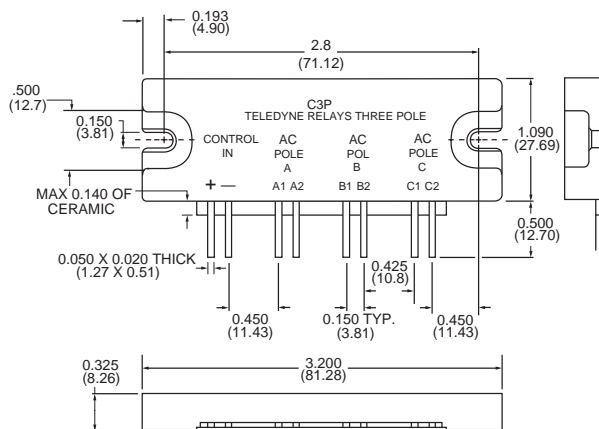 0.193
(4.90)
2.8
(71.12)
.500
(12.7)
0.150
(3.81)
C3P
TELEDYNE RELAYS THREE POLE
CONTROL
IN
AC
POLE
A
AC
POL
B
AC
POLE
C
+ —
A1 A2
B1 B2
C1 C2
1.090
(27.69)
MAX 0.140 OF
CERAMIC
0.500
(12.70)
0.050 X 0.020 THICK
(1.27 X 0.51)
0.425
(10.8)
0.450
(11.43)
0.150 TYP.
(3.81)
0.450
(11.43)
0.325
(8.26)
3.200
(81.28)